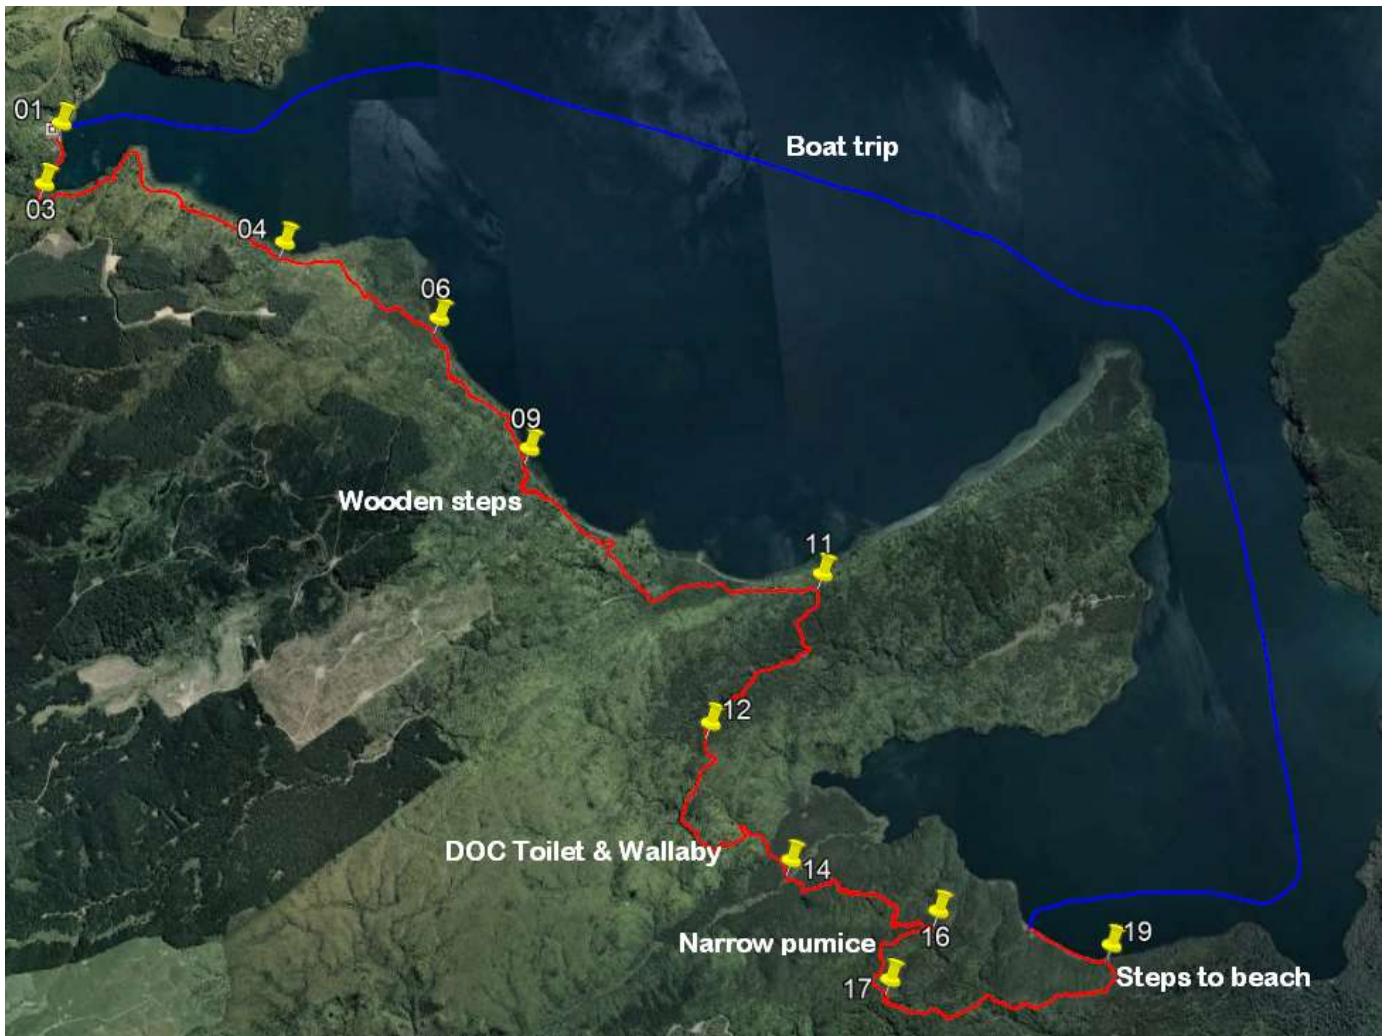 01
Boat trip
03
04
06
09
Wooden steps
11
12
DOC Toilet & Wallaby
14
16
19
Narrow pumice
17
Steps to beach